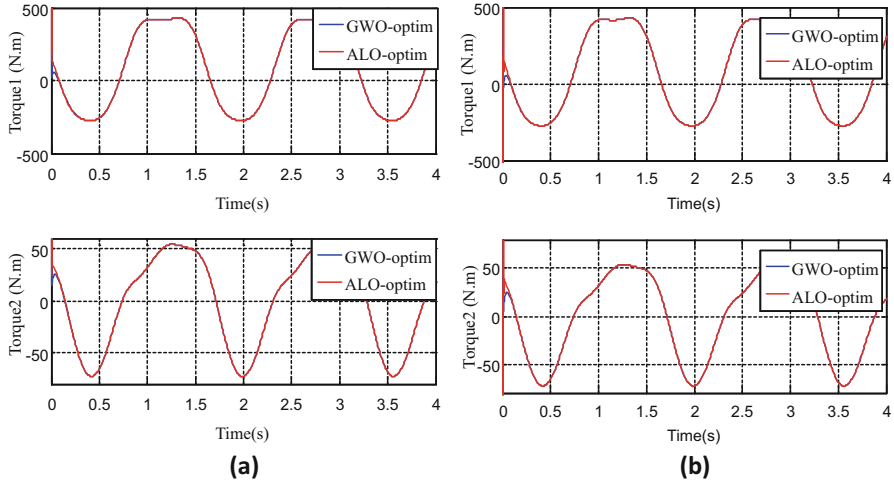 Torque1 (N.m)
500
0
-500
GWO-optim
ALO-optim
0 0.5 1 1.5 2 2.5 3 3.5 4
Time(s)
Torque2 (N.m)
50
0
-50
GWO-optim
ALO-optim
0 0.5 1 1.5 2 2.5 3 3.5 4
Time(s)
(a)
Torque1 (N.m)
500
0
-500
GWO-optim
ALO-optim
0 0.5 1 1.5 2 2.5 3 3.5 4
Time(s)
Torque2 (N.m)
50
0
-50
GWO-optim
ALO-optim
0 0.5 1 1.5 2 2.5 3 3.5 4
Time(s)
(b)